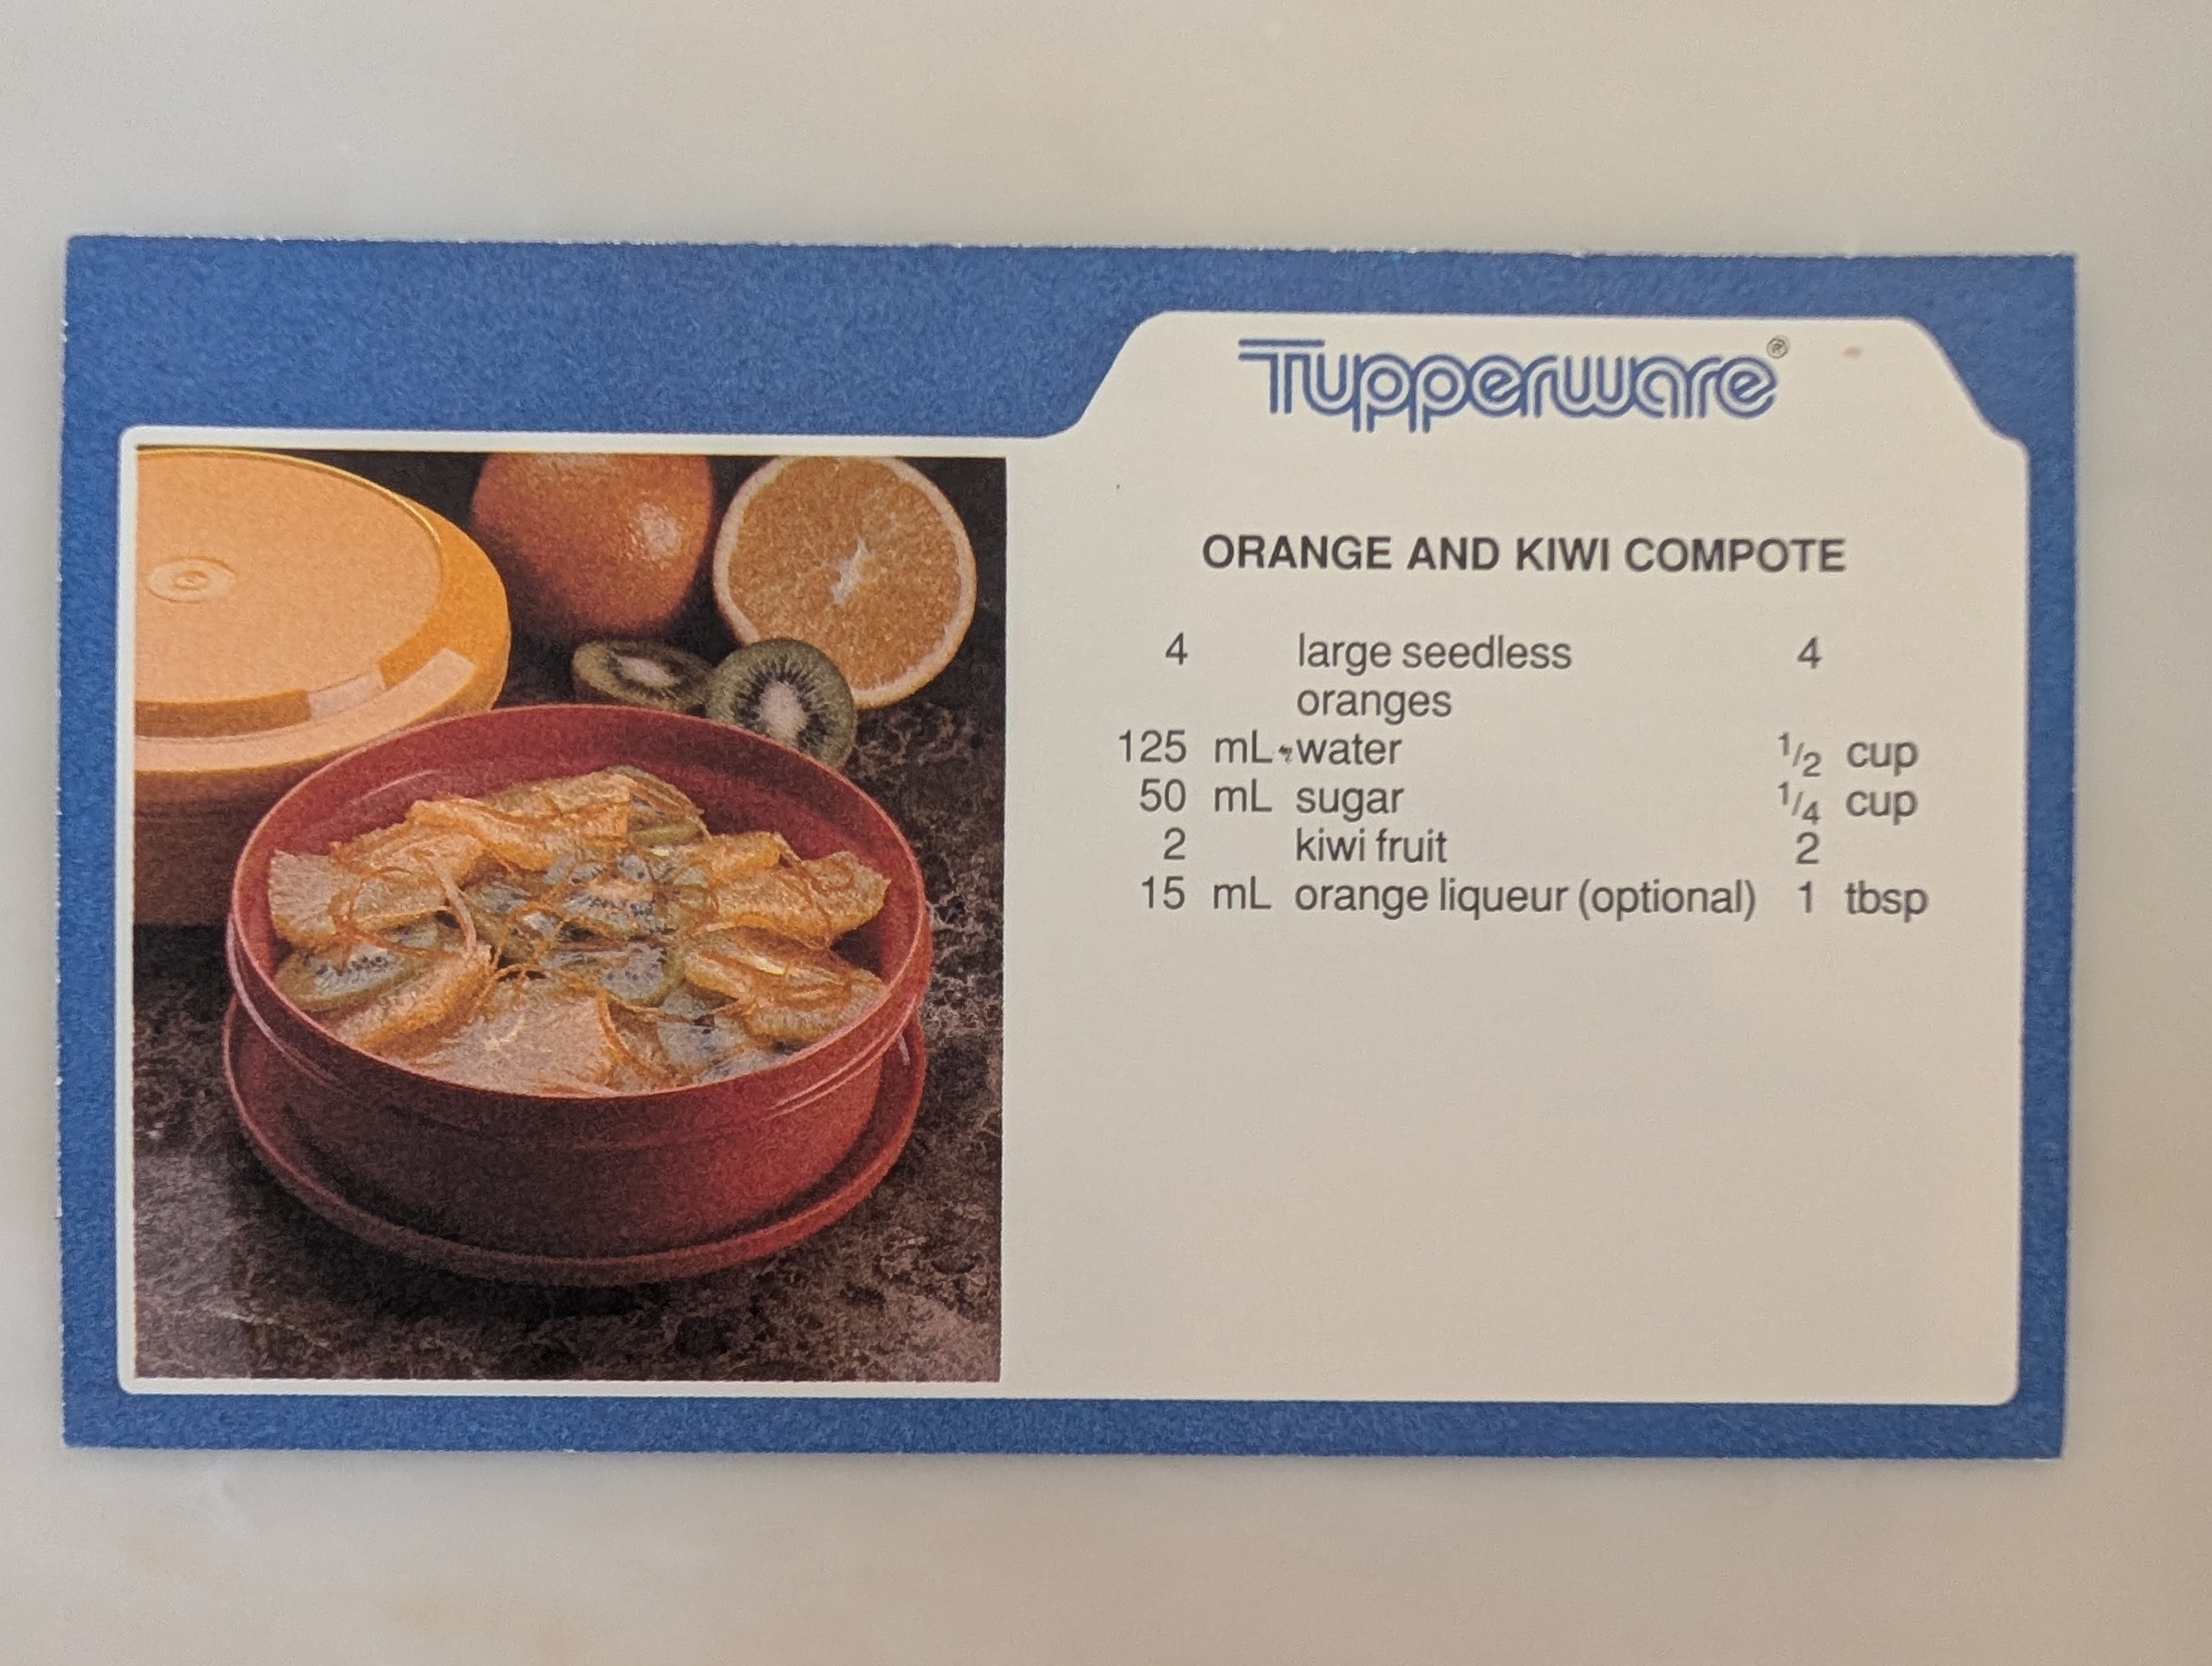 Tupperware®
ORANGE AND KIWI COMPOTE
4 large seedless 4
oranges
125 mL water 1/2 cup
50 mL sugar 1/4 cup
2 kiwi fruit 2
15 mL orange liqueur (optional) 1 tbsp